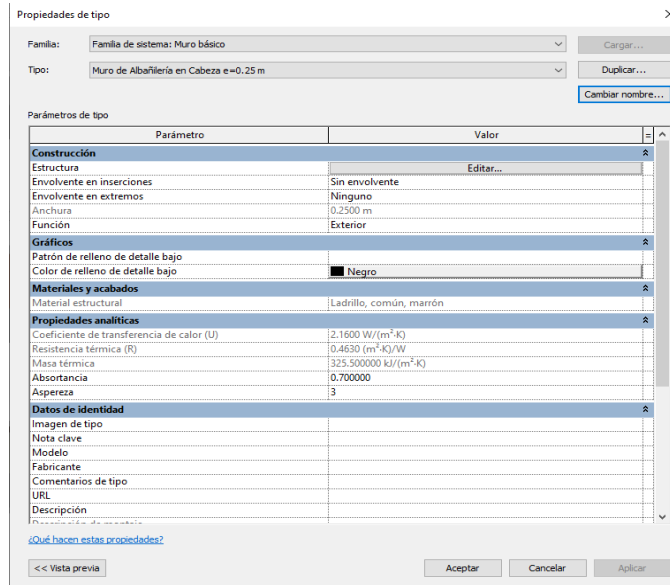 Propiedades de tipo
Familia: Familia de sistema: Muro básico Cargar...
Tipo: Muro de Albañilería en Cabeza e=0.25 m Duplicar...
Cambiar nombre...
Parámetros de tipo
Parámetro Valor =
Construcción
Estructura Editar...
Envolvente en inserciones Sin envolvente
Envolvente en extremos Ninguno
Anchura 0.2500 m
Función Exterior
Gráficos
Patrón de relleno de detalle bajo
Color de relleno de detalle bajo Negro
Materiales y acabados
Material estructural Ladrillo, común, marrón
Propiedades analíticas
Coeficiente de transferencia de calor (U) 2.1600 W/(m²·K)
Resistencia térmica (R) 0.4630 (m²·K)/W
Masa térmica 325.500000 kJ/(m²·K)
Absortancia 0.700000
Aspereza 3
Datos de identidad
Imagen de tipo
Nota clave
Modelo
Fabricante
Comentarios de tipo
URL
Descripción
Descripción de montaje
¿Qué hacen estas propiedades?
<< Vista previa Aceptar Cancelar Aplicar